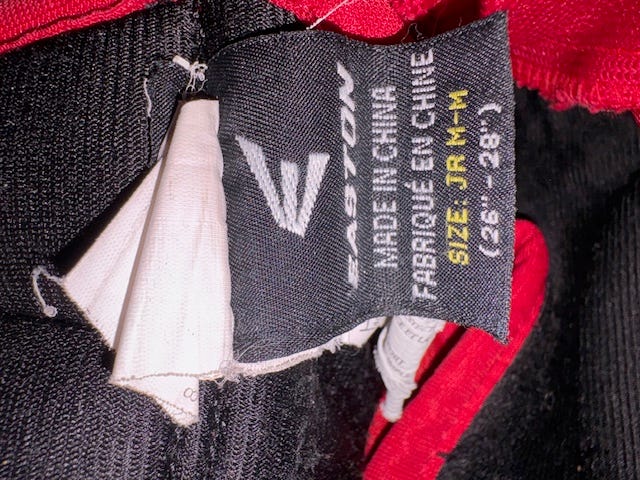 EASTON
MADE IN CHINA
FABRIQUÉ EN CHINE
SIZE: JR M-M
(26"-28")